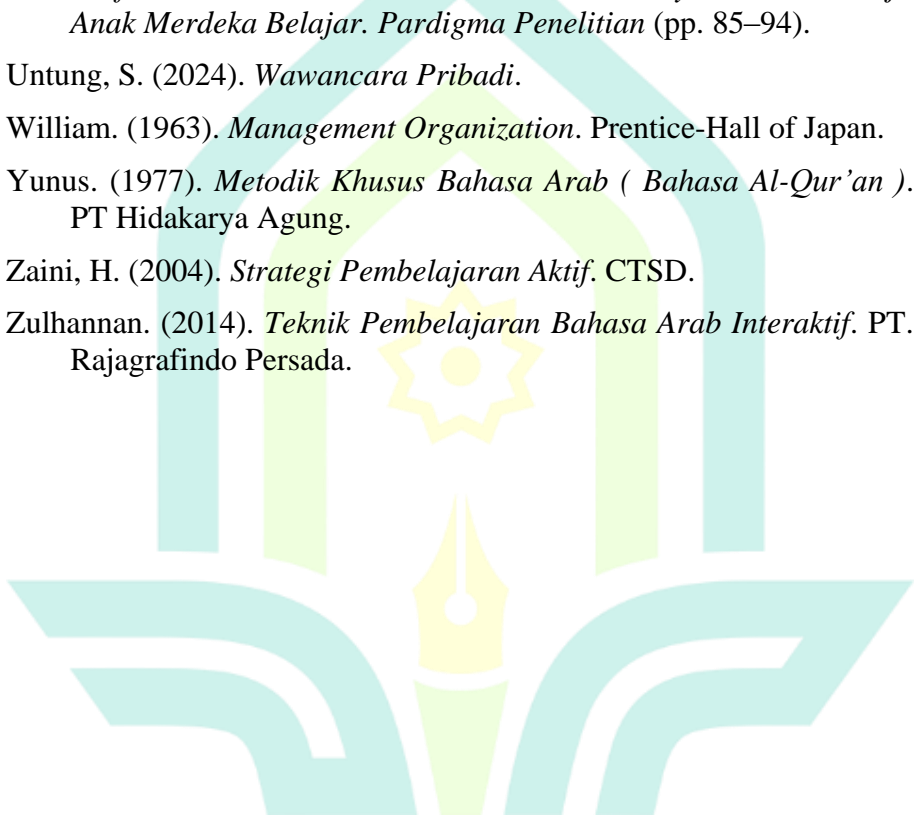 Anak Merdeka Belajar. Pardigma Penelitian (pp. 85–94).
Untung, S. (2024). Wawancara Pribadi.
William. (1963). Management Organization. Prentice-Hall of Japan.
Yunus. (1977). Metodik Khusus Bahasa Arab ( Bahasa Al-Qur’an ).
PT Hidakarya Agung.
Zaini, H. (2004). Strategi Pembelajaran Aktif. CTSD.
Zulhannan. (2014). Teknik Pembelajaran Bahasa Arab Interaktif. PT.
Rajagrafindo Persada.